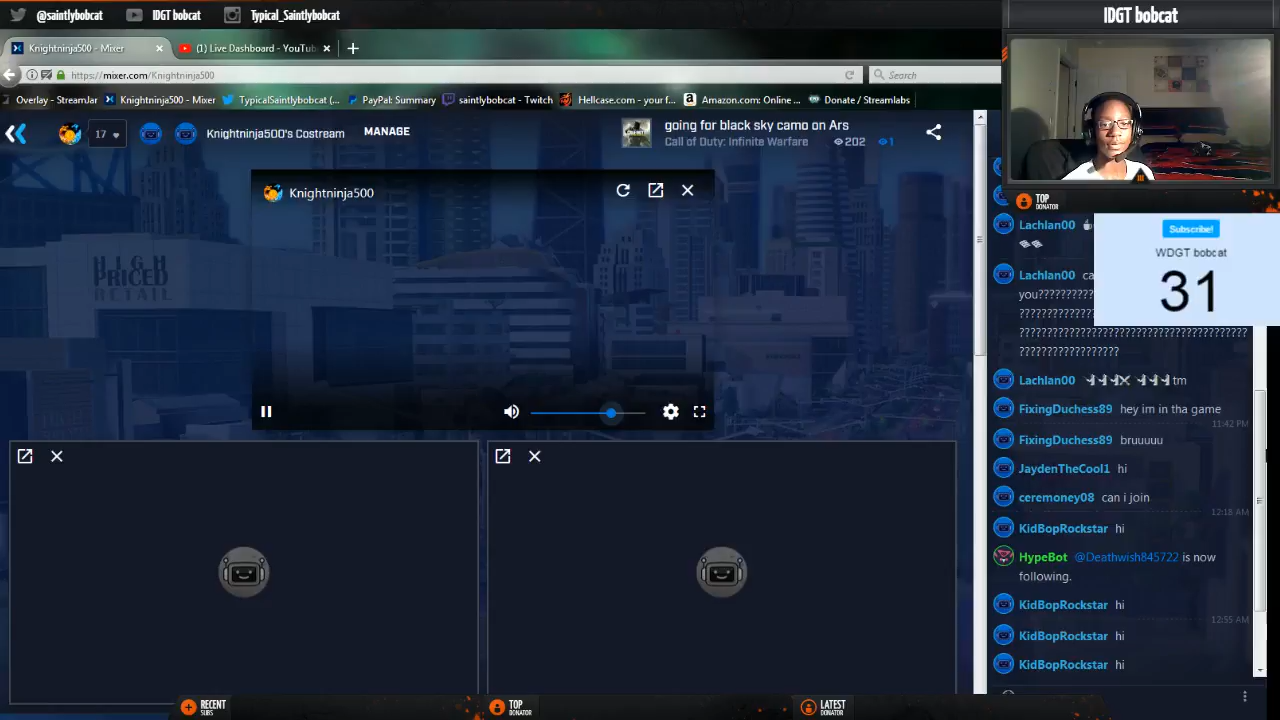 @saintlybobcat IDGT bobcat Typical_Saintlybobcat
IDGT bobcat
Knightninja500 - Mixer
(1) Live Dashboard - YouTub
https://mixer.com/Knightninja500
Search
Overlay - StreamJar
Knightninja500 - Mixer
TypicalSaintlybobcat (...
PayPal: Summary
saintlybobcat - Twitch
Hellcase.com - your f...
Amazon.com: Online ...
Donate / Streamlabs
17
Knightninja500's Costream
MANAGE
going for black sky camo on Ars
Call of Duty: Infinite Warfare
202
1
Knightninja500
HIGH
PRICED
RETAIL
TOP
DONATOR
Subscribe!
WDGT bobcat
31
Lachlan00
Lachlan00 ca
you??????????
?????????????????????????????????????????????
?????????????????????????????????????????????
???????????????????
Lachlan00 tm
FixingDuchess89 hey im in tha game
11:42 PM
FixingDuchess89 bruuuuu
JaydenTheCool1 hi
ceremoney08 can i join
12:18 AM
KidBopRockstar hi
HypeBot @Deathwish845722 is now
following.
KidBopRockstar hi
12:55 AM
KidBopRockstar hi
KidBopRockstar hi
RECENT
SUBS
TOP
DONATOR
LATEST
DONATOR